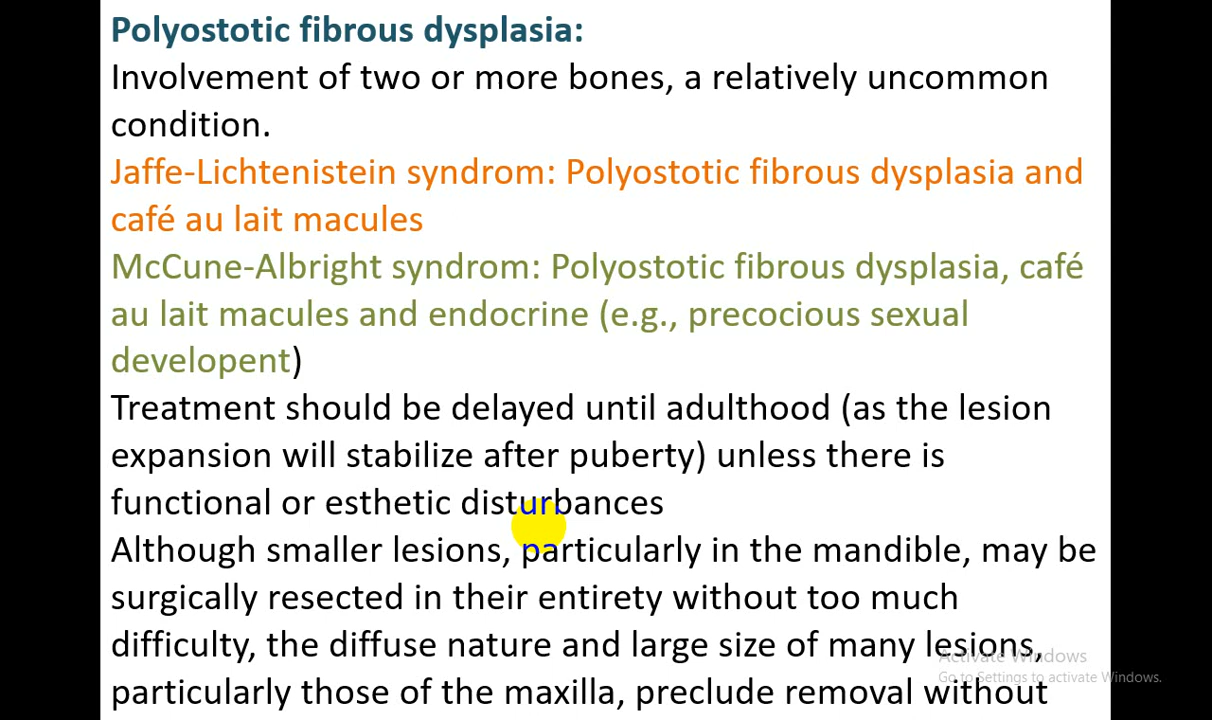 Polyostotic fibrous dysplasia:
Involvement of two or more bones, a relatively uncommon
condition.
Jaffe-Lichtenistein syndrom: Polyostotic fibrous dysplasia and
café au lait macules
McCune-Albright syndrom: Polyostotic fibrous dysplasia, café
au lait macules and endocrine (e.g., precocious sexual
developent)
Treatment should be delayed until adulthood (as the lesion
expansion will stabilize after puberty) unless there is
functional or esthetic disturbances
Although smaller lesions, particularly in the mandible, may be
surgically resected in their entirety without too much
difficulty, the diffuse nature and large size of many lesions,
particularly those of the maxilla, preclude removal without
Activate Windows
Go to Settings to activate Windows.